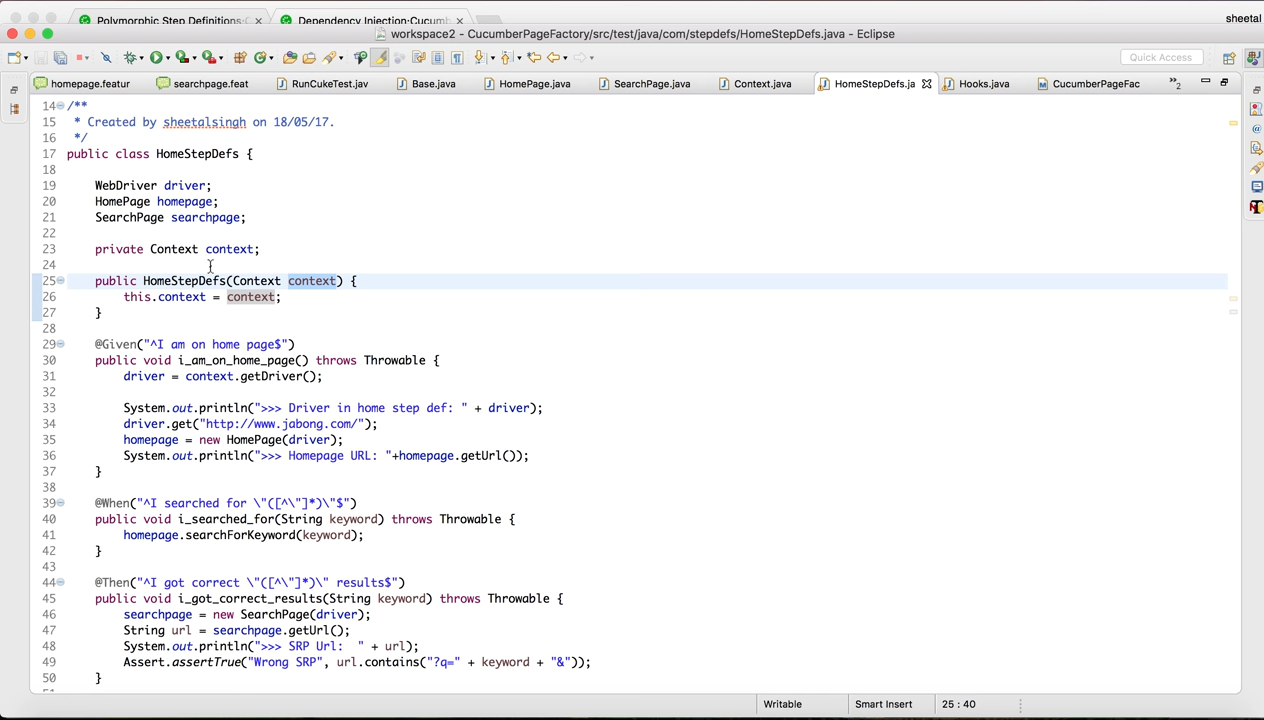 Polymorphic Step Definitions:C
Dependency Injection:Cucumb
sheetal
workspace2 - CucumberPageFactory/src/test/java/com/stepdefs/HomeStepDefs.java - Eclipse
Quick Access
homepage.featur
searchpage.feat
RunCukeTest.jav
Base.java
HomePage.java
SearchPage.java
Context.java
HomeStepDefs.ja
Hooks.java
CucumberPageFac
»2
14 /**
15 * Created by sheetalsingh on 18/05/17.
16 */
17 public class HomeStepDefs {
18
19 WebDriver driver;
20 HomePage homepage;
21 SearchPage searchpage;
22
23 private Context context;
24
25 public HomeStepDefs(Context context) {
26 this.context = context;
27 }
28
29 @Given("^I am on home page$")
30 public void i_am_on_home_page() throws Throwable {
31 driver = context.getDriver();
32
33 System.out.println(">>> Driver in home step def: " + driver);
34 driver.get("http://www.jabong.com/");
35 homepage = new HomePage(driver);
36 System.out.println(">>> Homepage URL: "+homepage.getUrl());
37 }
38
39 @When("^I searched for \"([^\"]*)\"$")
40 public void i_searched_for(String keyword) throws Throwable {
41 homepage.searchForKeyword(keyword);
42 }
43
44 @Then("^I got correct \"([^\"]*)\" results$")
45 public void i_got_correct_results(String keyword) throws Throwable {
46 searchpage = new SearchPage(driver);
47 String url = searchpage.getUrl();
48 System.out.println(">>> SRP Url:  " + url);
49 Assert.assertTrue("Wrong SRP", url.contains("?q=" + keyword + "&"));
50 }
Writable
Smart Insert
25 : 40